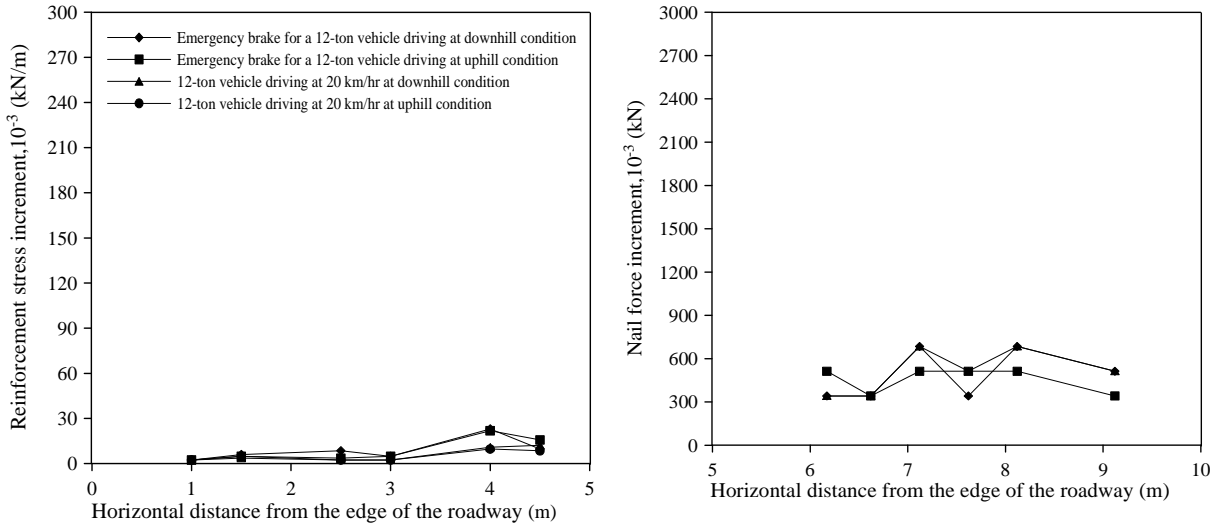 Reinforcement stress increment,10-3 (kN/m)
300
270
240
210
180
150
120
90
60
30
0
Emergency brake for a 12-ton vehicle driving at downhill condition
Emergency brake for a 12-ton vehicle driving at uphill condition
12-ton vehicle driving at 20 km/hr at downhill condition
12-ton vehicle driving at 20 km/hr at uphill condition
0 1 2 3 4 5
Horizontal distance from the edge of the roadway (m)
Nail force increment,10-3 (kN)
3000
2700
2400
2100
1800
1500
1200
900
600
300
0
5 6 7 8 9 10
Horizontal distance from the edge of the roadway (m)